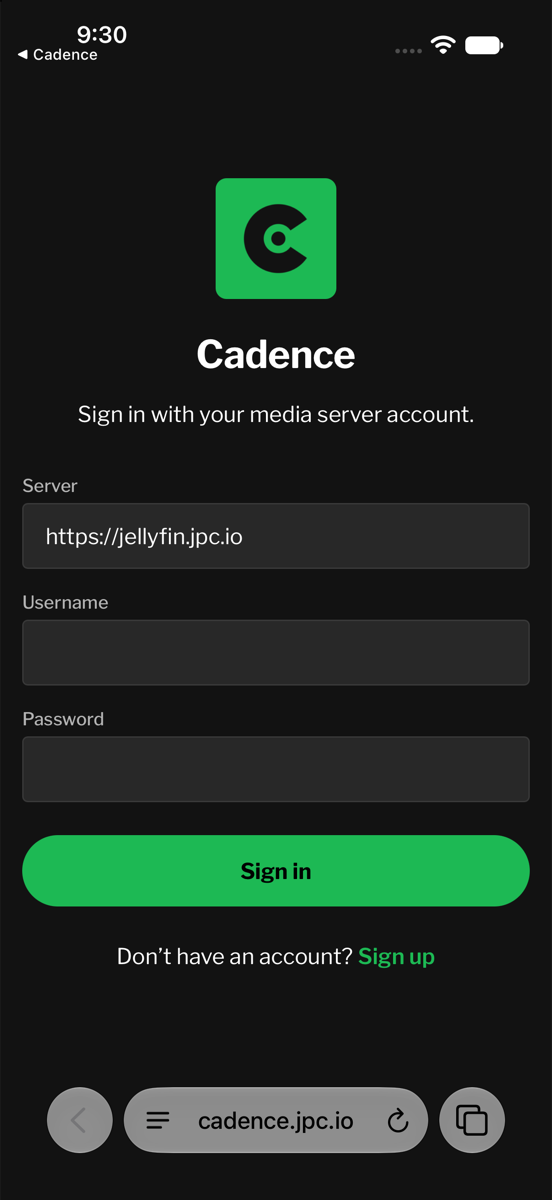 9:30
◀ Cadence
Cadence
Sign in with your media server account.
Server
https://jellyfin.jpc.io
Username
Password
Sign in
Don’t have an account? Sign up
cadence.jpc.io